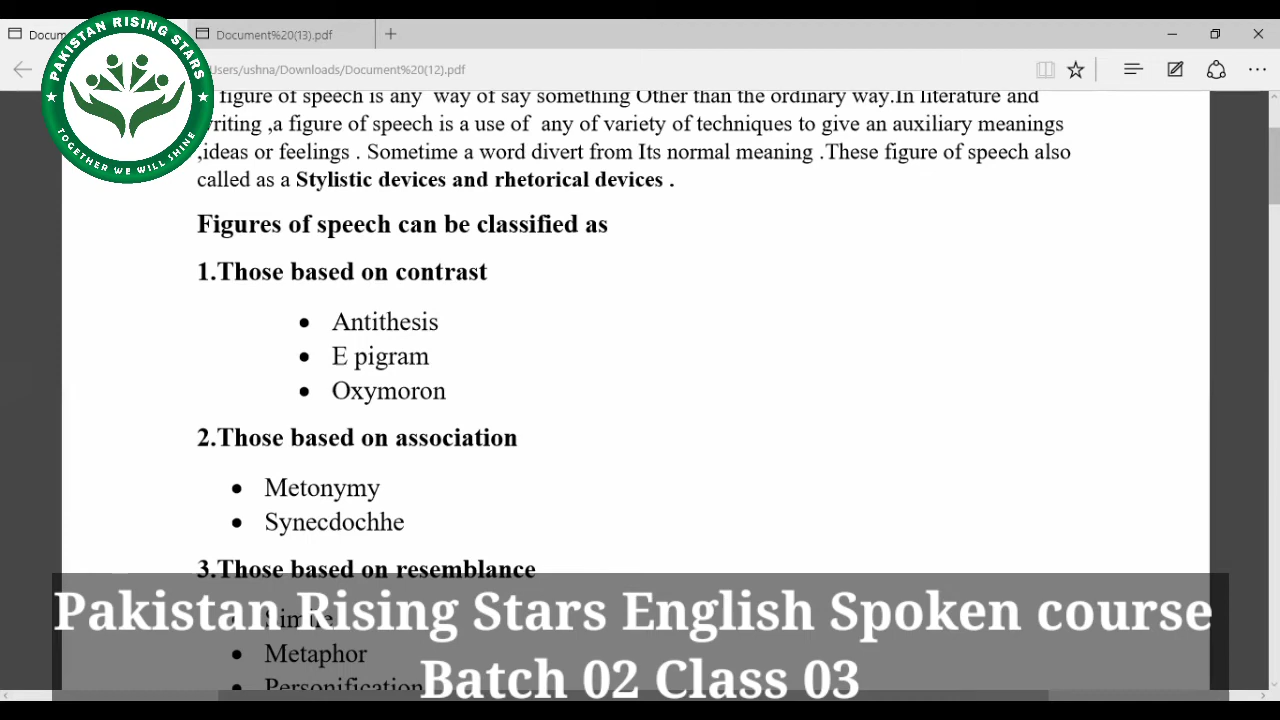 Docum
Document%20(13).pdf
Users/ushna/Downloads/Document%20(12).pdf
PAKISTAN RISING STARS
TOGETHER WE WILL SHINE
figure of speech is any way of say something Other than the ordinary way.In literature and
writing ,a figure of speech is a use of any of variety of techniques to give an auxiliary meanings
,ideas or feelings . Sometime a word divert from Its normal meaning .These figure of speech also
called as a Stylistic devices and rhetorical devices .
Figures of speech can be classified as
1.Those based on contrast
• Antithesis
• E pigram
• Oxymoron
2.Those based on association
• Metonymy
• Synecdochhe
3.Those based on resemblance
• Simile
• Metaphor
• Personification
Pakistan Rising Stars English Spoken course
Batch 02 Class 03